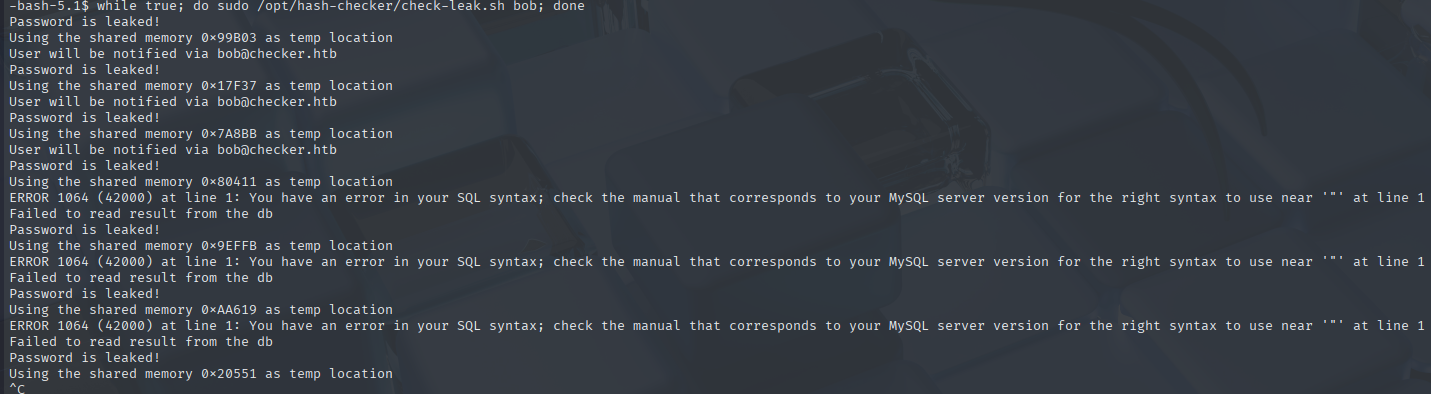 -bash-5.1$ while true; do sudo /opt/hash-checker/check-leak.sh bob; done
Password is leaked!
Using the shared memory 0×99B03 as temp location
User will be notified via bob@checker.htb
Password is leaked!
Using the shared memory 0×17F37 as temp location
User will be notified via bob@checker.htb
Password is leaked!
Using the shared memory 0×7A8BB as temp location
User will be notified via bob@checker.htb
Password is leaked!
Using the shared memory 0×80411 as temp location
ERROR 1064 (42000) at line 1: You have an error in your SQL syntax; check the manual that corresponds to your MySQL server version for the right syntax to use near '"' at line 1
Failed to read result from the db
Password is leaked!
Using the shared memory 0×9EFFB as temp location
ERROR 1064 (42000) at line 1: You have an error in your SQL syntax; check the manual that corresponds to your MySQL server version for the right syntax to use near '"' at line 1
Failed to read result from the db
Password is leaked!
Using the shared memory 0×AA619 as temp location
ERROR 1064 (42000) at line 1: You have an error in your SQL syntax; check the manual that corresponds to your MySQL server version for the right syntax to use near '"' at line 1
Failed to read result from the db
Password is leaked!
Using the shared memory 0×20551 as temp location
^C